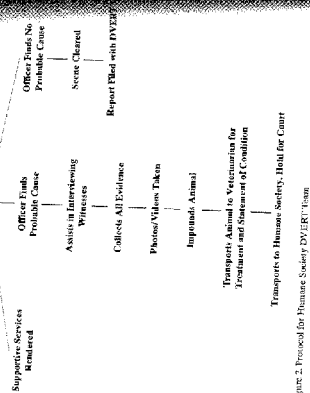 Supportive Services
Rendered
Officer Finds
Probable Cause
Assists in Interviewing
Witnesses
Collects All Evidence
Photos/Videos Taken
Impounds Animal
Transports Animal to Veterinarian for
Treatment and Statement of Condition
Transports to Humane Society. Hold for Court
Officer Finds No
Probable Cause
Scene Cleared
Report Filed with DVERT
ure 2. Protocol for Humane Society DVERT Team